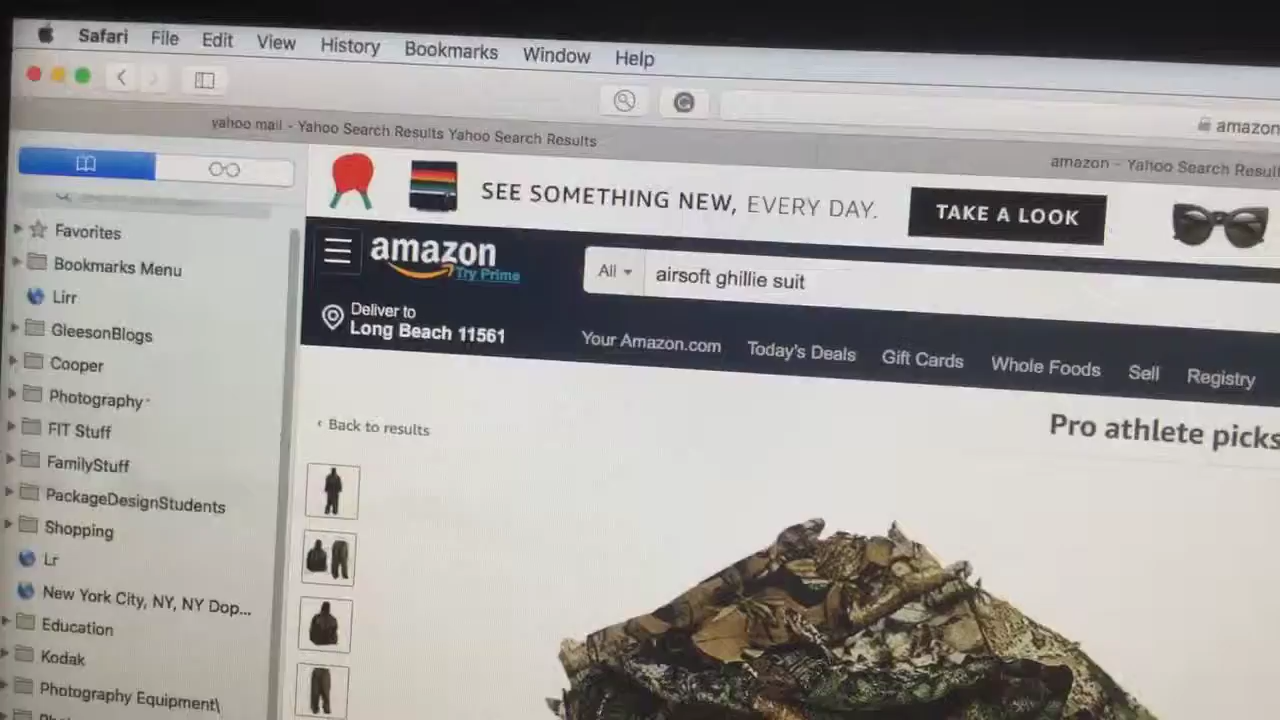 Safari File Edit View History Bookmarks Window Help
yahoo mail - Yahoo Search Results Yahoo Search Results
amazon
amazon - Yahoo Search Result
SEE SOMETHING NEW, EVERY DAY.
TAKE A LOOK
amazon
Try Prime
All
airsoft ghillie suit
Deliver to
Long Beach 11561
Your Amazon.com Today's Deals Gift Cards Whole Foods Sell Registry
Back to results
Pro athlete picks
Favorites
Bookmarks Menu
Lirr
GleesonBlogs
Cooper
Photography
FIT Stuff
FamilyStuff
PackageDesignStudents
Shopping
Lr
New York City, NY, NY Dop...
Education
Kodak
Photography Equipment\